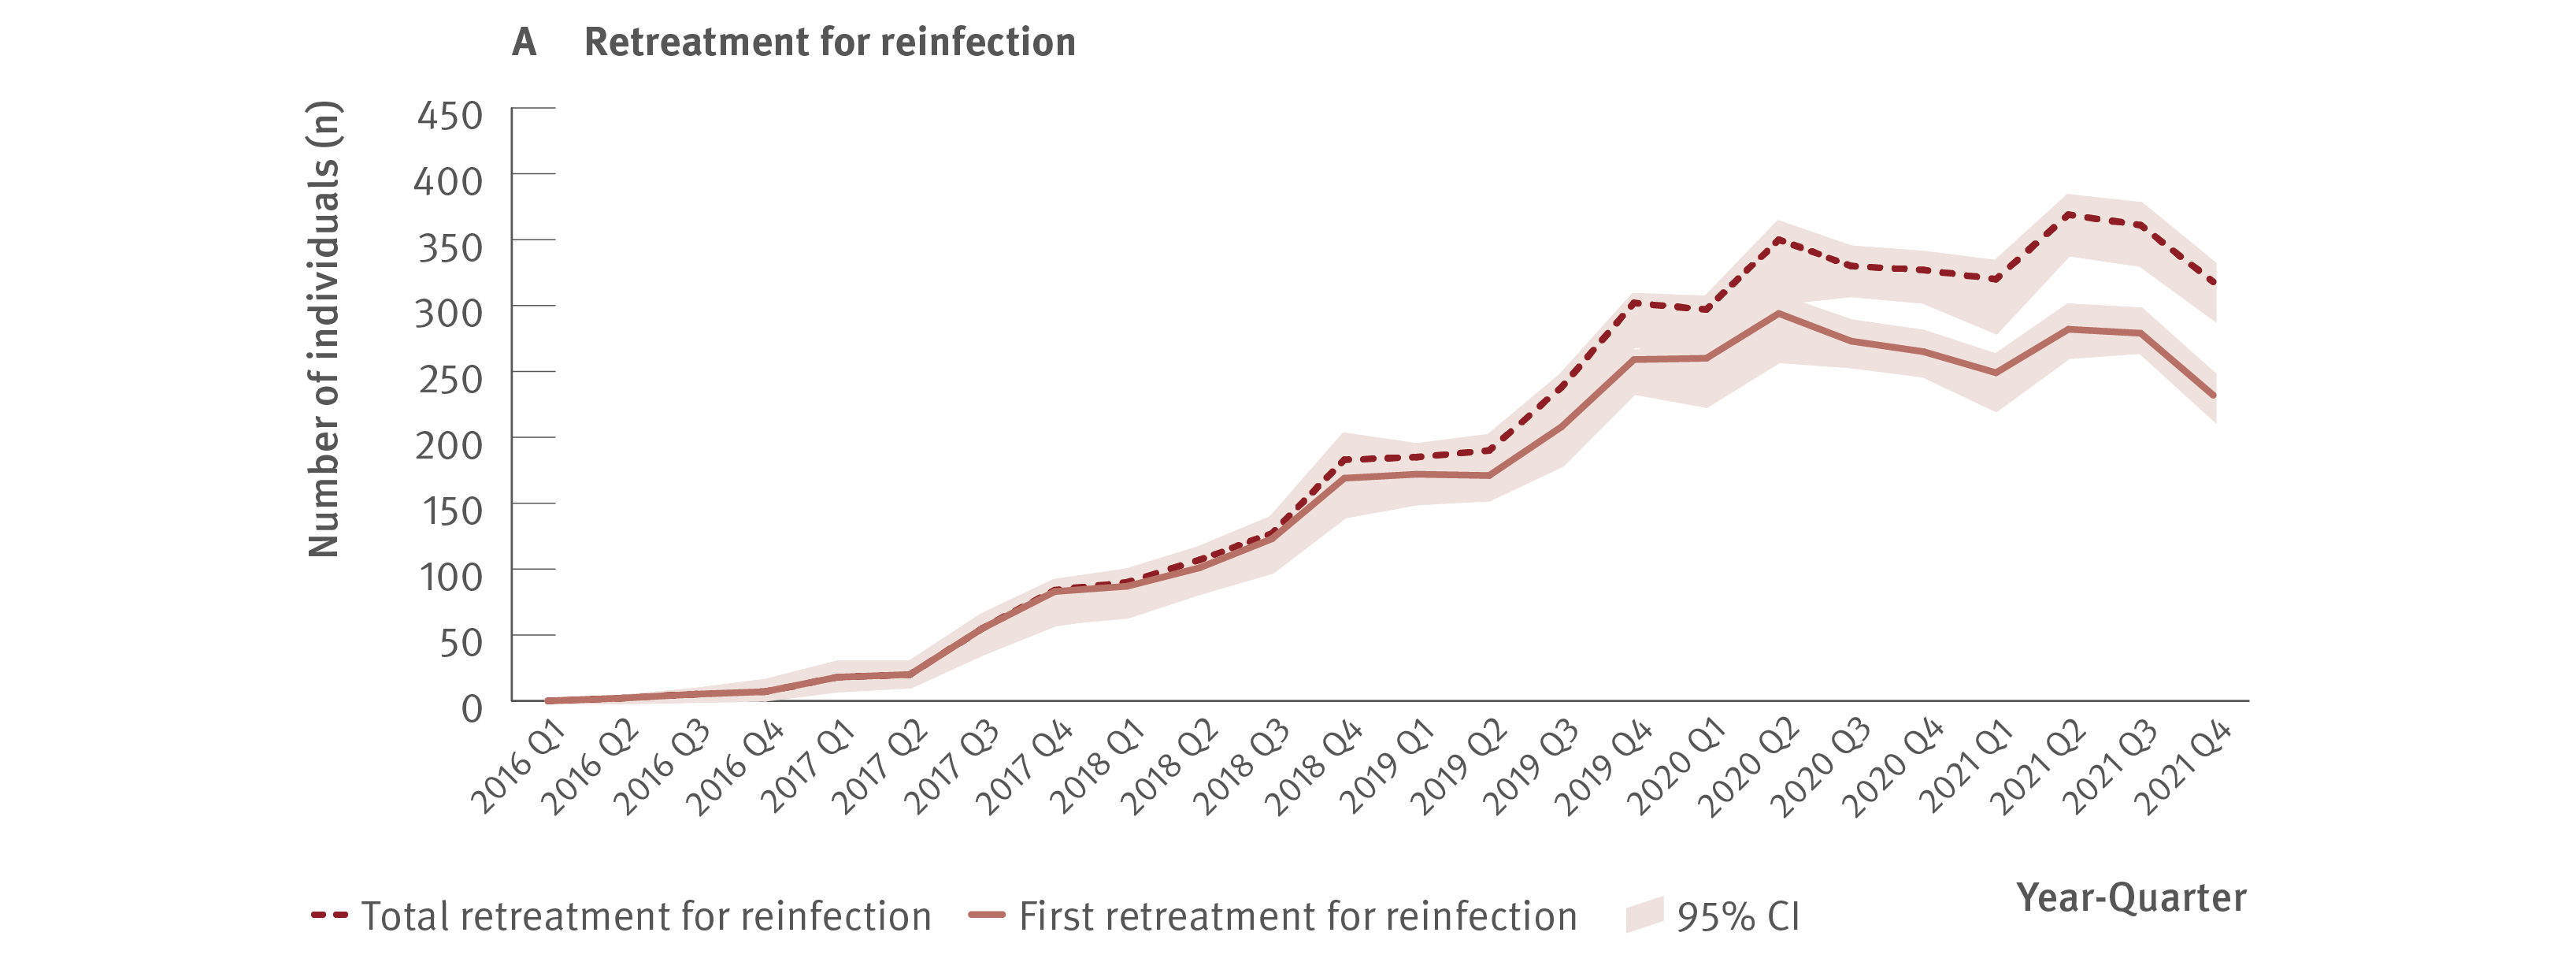 A Retreatment for reinfection
Number of individuals (n)
450
400
350
300
250
200
150
100
50
0
2016 Q1
2016 Q2
2016 Q3
2016 Q4
2017 Q1
2017 Q2
2017 Q3
2017 Q4
2018 Q1
2018 Q2
2018 Q3
2018 Q4
2019 Q1
2019 Q2
2019 Q3
2019 Q4
2020 Q1
2020 Q2
2020 Q3
2020 Q4
2021 Q1
2021 Q2
2021 Q3
2021 Q4
Year-Quarter
Total retreatment for reinfection
First retreatment for reinfection
95% CI